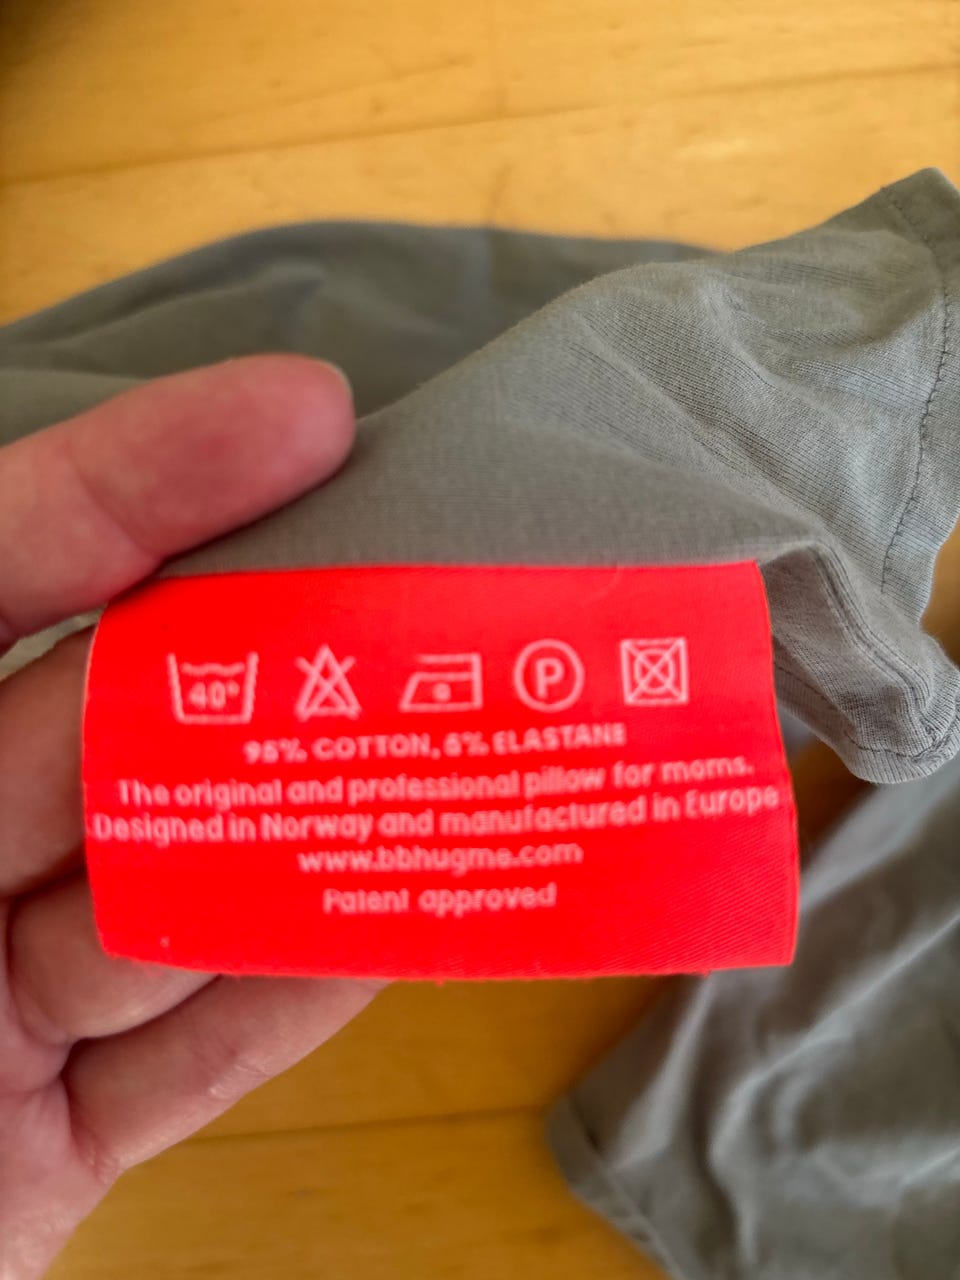 40°
P
95% COTTON, 5% ELASTANE
The original and professional pillow for moms.
Designed in Norway and manufactured in Europe
www.bbhugme.com
Patent approved